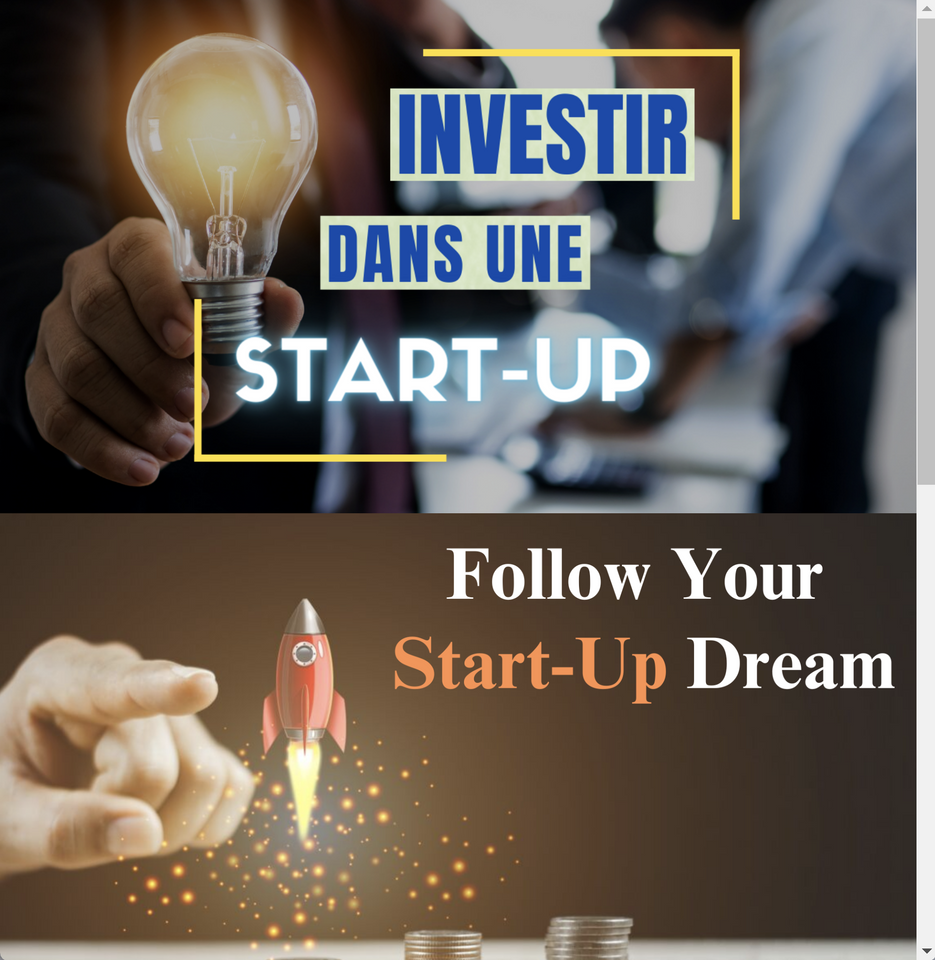 INVESTIR
DANS UNE
START-UP
Follow Your
Start-Up Dream